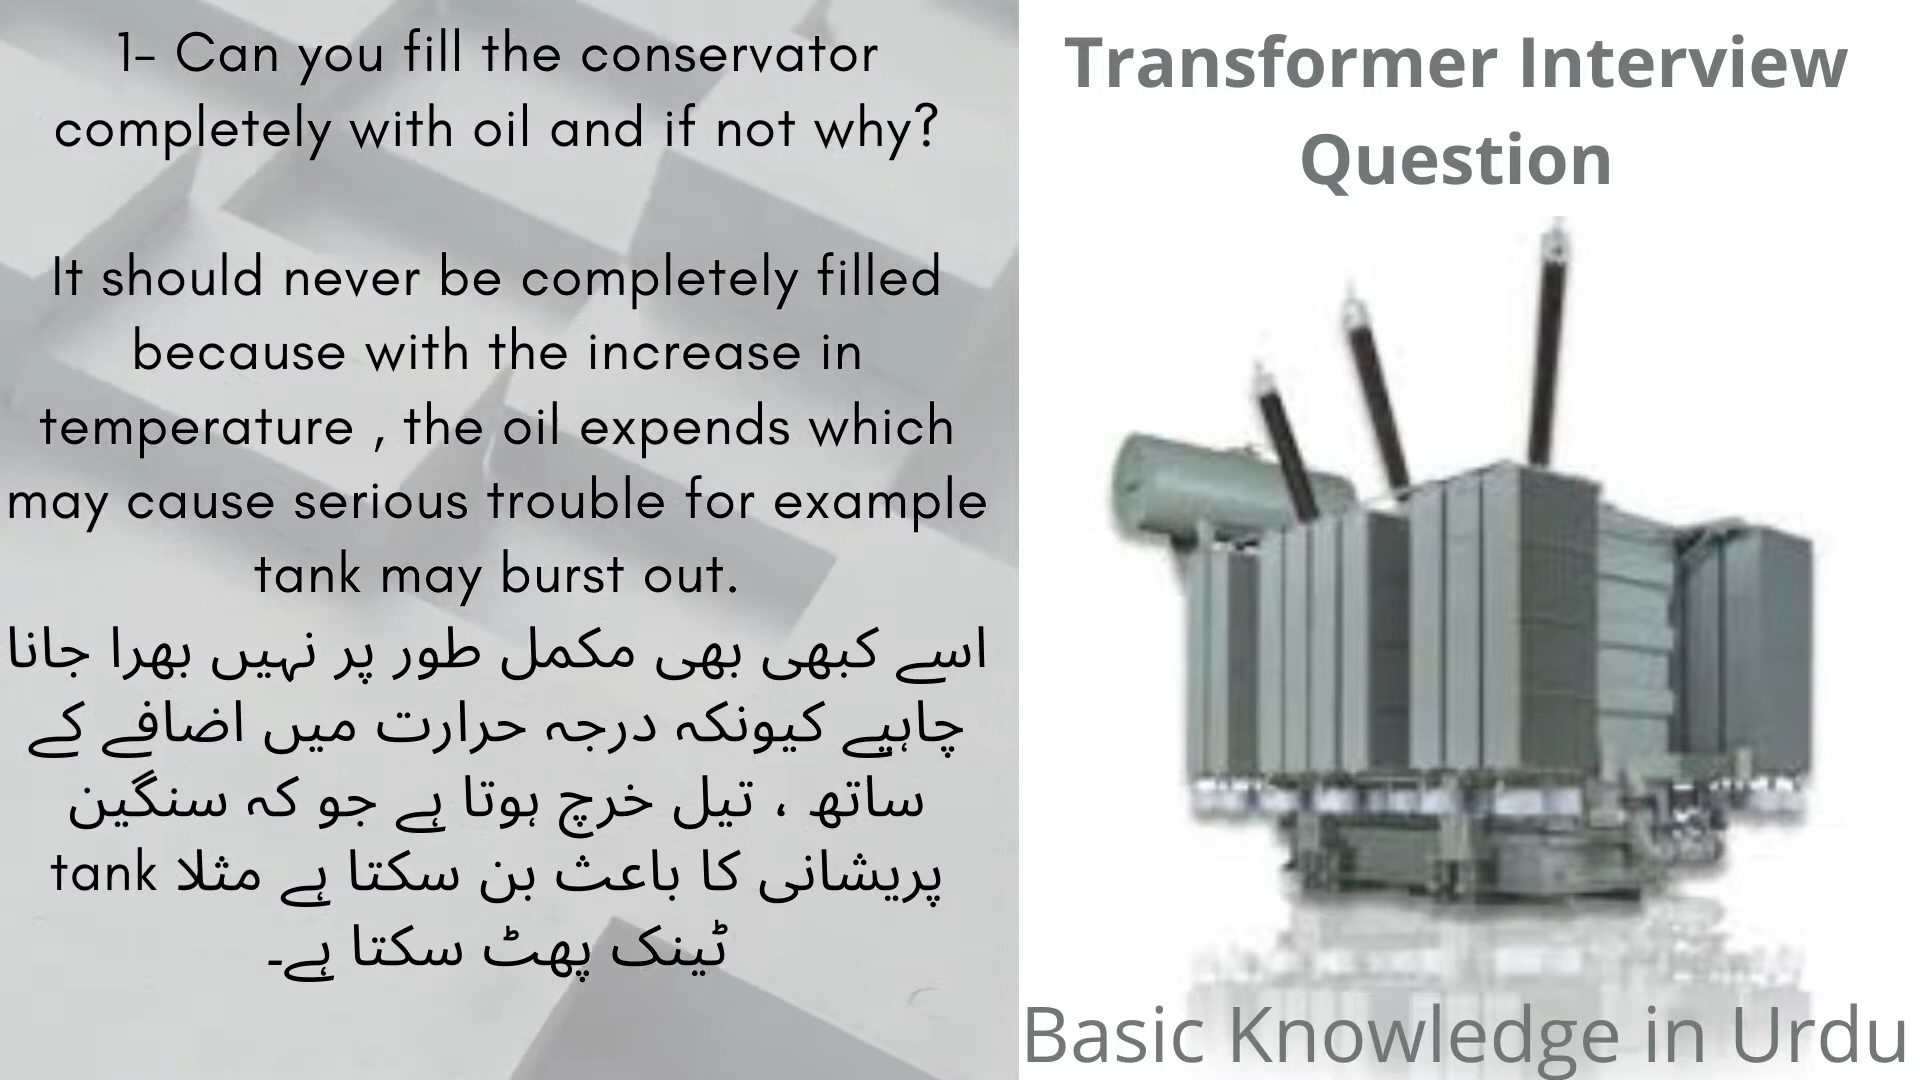 1- Can you fill the conservator
completely with oil and if not why?
It should never be completely filled
because with the increase in
temperature , the oil expends which
may cause serious trouble for example
tank may burst out.
اسے کبھی بھی مکمل طور پر نہیں بھرا جانا
چاہیے کیونکہ درجہ حرارت میں اضافے کے
ساتھ ، تیل خرچ ہوتا ہے جو کہ سنگین
پریشانی کا باعث بن سکتا ہے مثلا tank
ٹینک پھٹ سکتا ہے۔
Transformer Interview
Question
Basic Knowledge in Urdu